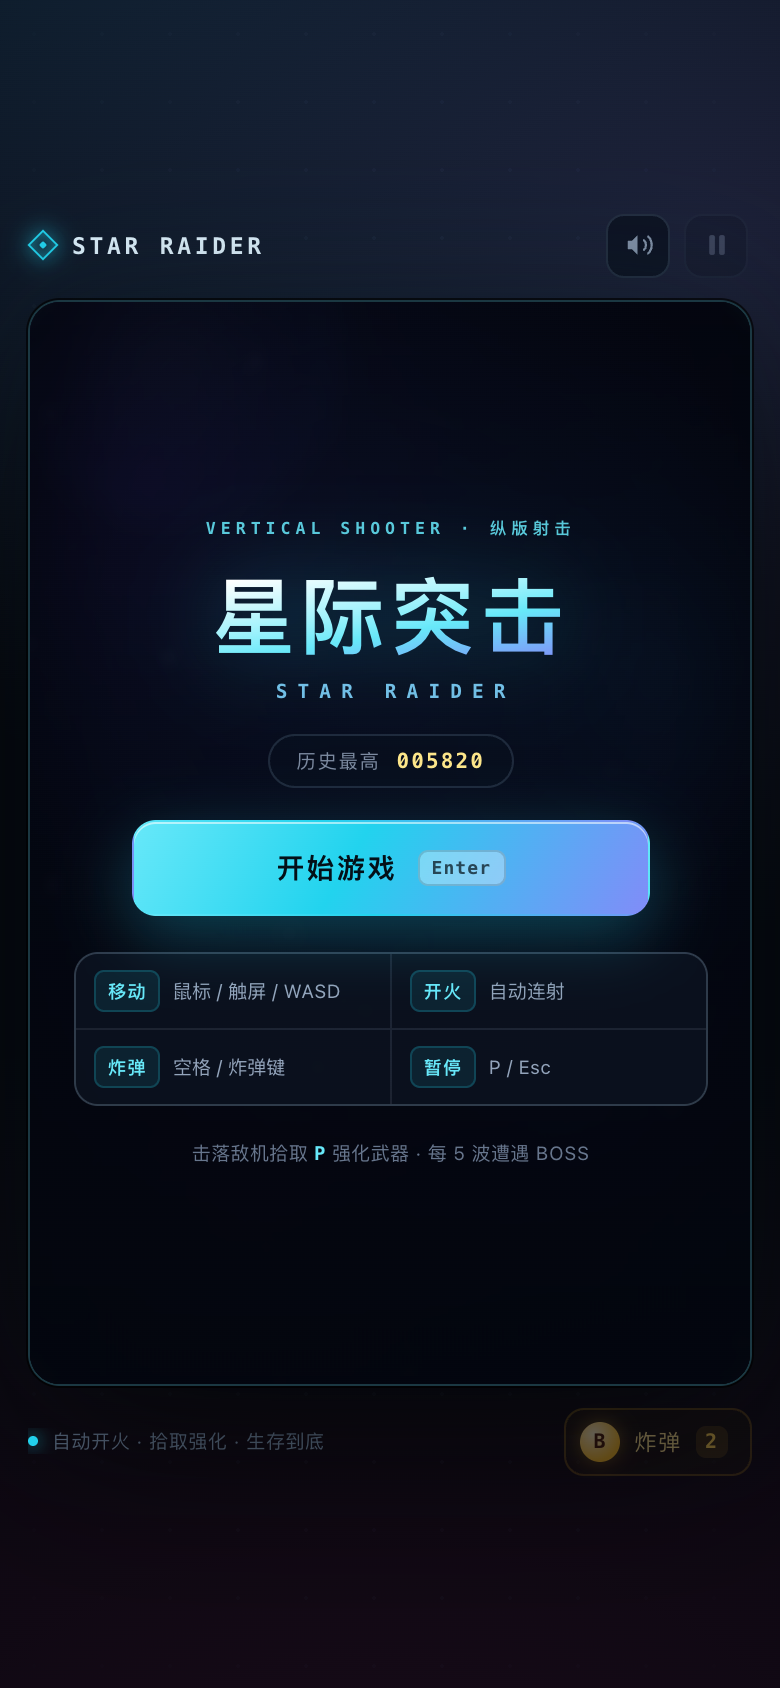 STAR RAIDER
VERTICAL SHOOTER · 纵版射击
星际突击
STAR RAIDER
历史最高 005820
开始游戏 Enter
移动 鼠标 / 触屏 / WASD
开火 自动连射
炸弹 空格 / 炸弹键
暂停 P / Esc
击落敌机拾取 P 强化武器 · 每 5 波遭遇 BOSS
自动开火 · 拾取强化 · 生存到底
B 炸弹 2